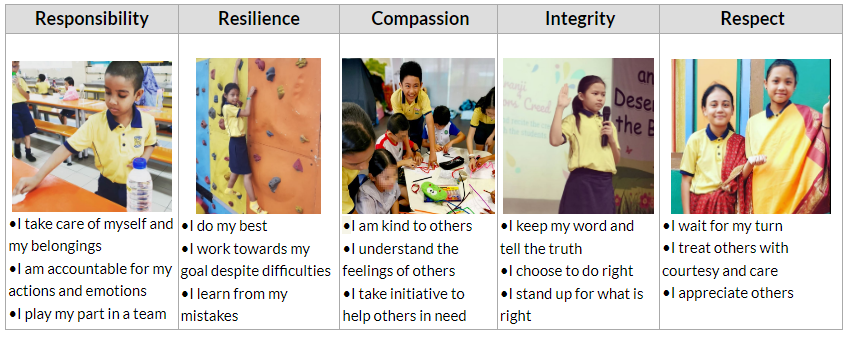 Responsibility
Resilience
Compassion
Integrity
Respect
an
Deser
the B
•I take care of myself and
my belongings
•I am accountable for my
actions and emotions
•I play my part in a team
•I do my best
•I work towards my
goal despite difficulties
•I learn from my
mistakes
•I am kind to others
•I understand the
feelings of others
•I take initiative to
help others in need
•I keep my word and
tell the truth
•I choose to do right
•I stand up for what is
right
•I wait for my turn
•I treat others with
courtesy and care
•I appreciate others